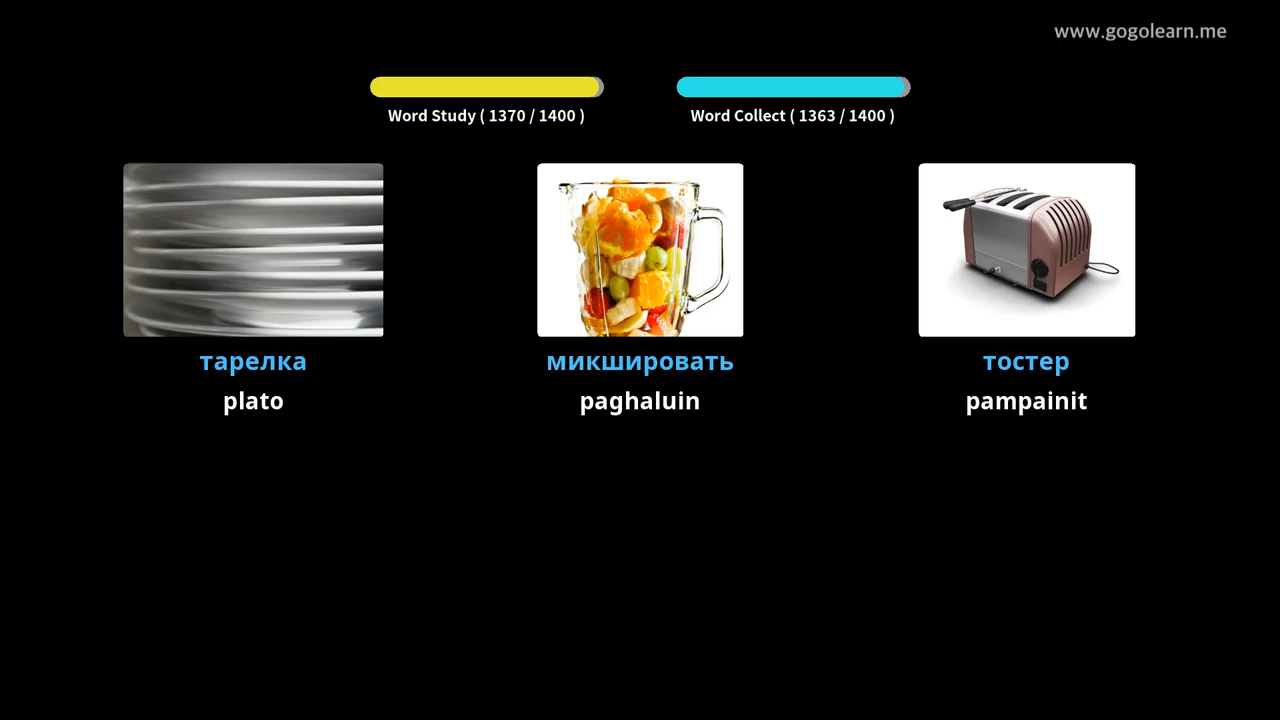 www.gogolearn.me
Word Study ( 1370 / 1400 )
Word Collect ( 1363 / 1400 )
тарелка
микшировать
тостер
plato
paghaluin
pampainit